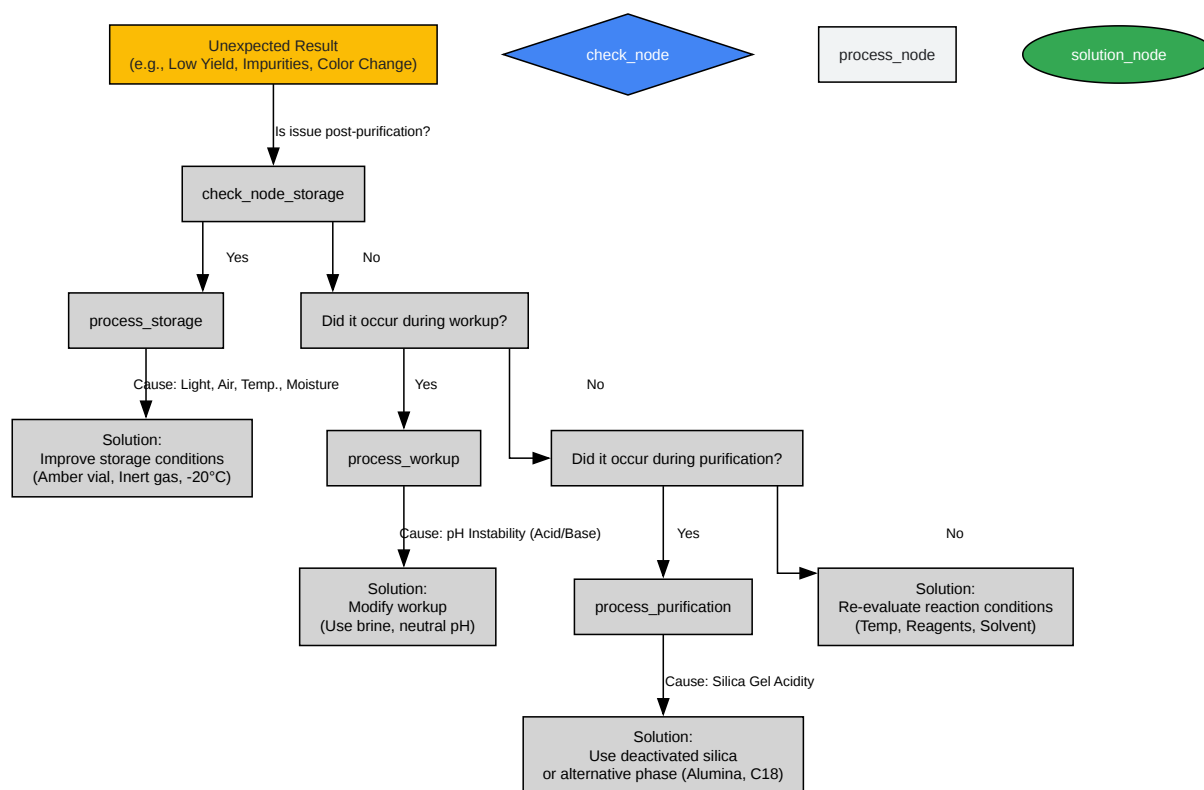 Unexpected Result
(e.g., Low Yield, Impurities, Color Change)
check_node
process_node
solution_node
Is issue post-purification?
check_node_storage
Yes
No
process_storage
Did it occur during workup?
Cause: Light, Air, Temp., Moisture
Yes
No
Solution:
Improve storage conditions
(Amber vial, Inert gas, -20°C)
process_workup
Did it occur during purification?
Cause: pH Instability (Acid/Base)
Yes
No
Solution:
Modify workup
(Use brine, neutral pH)
process_purification
Solution:
Re-evaluate reaction conditions
(Temp, Reagents, Solvent)
Cause: Silica Gel Acidity
Solution:
Use deactivated silica
or alternative phase (Alumina, C18)